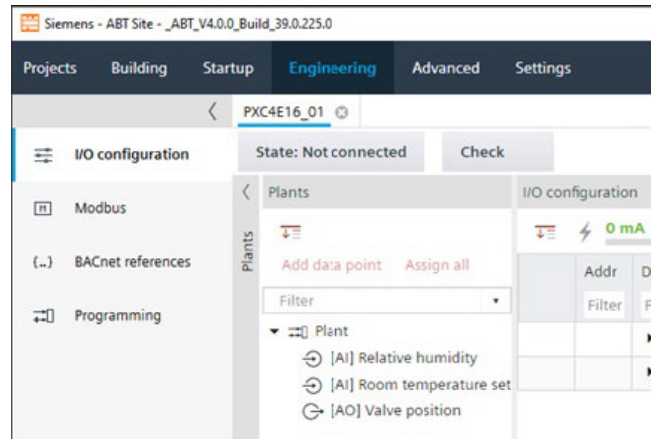 Siemens - ABT Site - _ABT_V4.0.0_Build_39.0.225.0
Projects Building Startup Engineering Advanced Settings
PXC4E16_01
I/O configuration
State: Not connected Check
Modbus
BACnet references
Programming
Plants
Plants
Add data point Assign all
Filter
Plant
[AI] Relative humidity
[AI] Room temperature set
[AO] Valve position
I/O configuration
0 mA
Addr
Filter